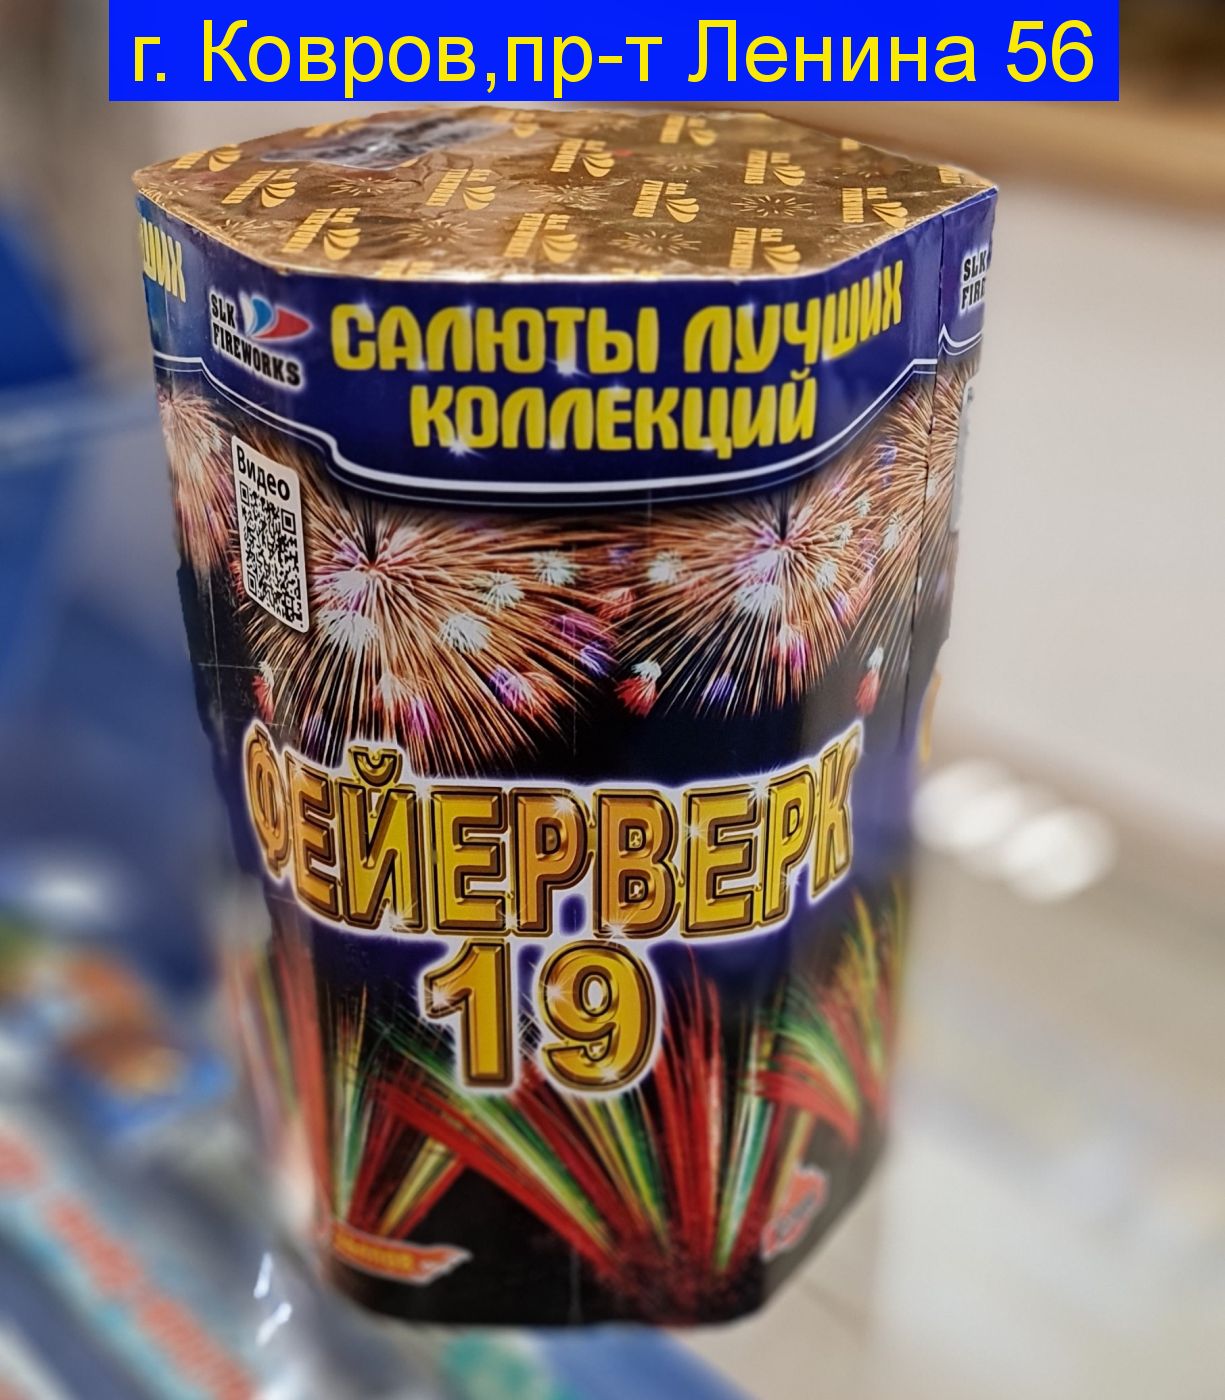 г. Ковров,пр-т Ленина 56
SLK
FIREWORKS
САЛЮТЫ ЛУЧШИХ
КОЛЛЕКЦИЙ
Видео
ФЕЙЕРВЕРК
19